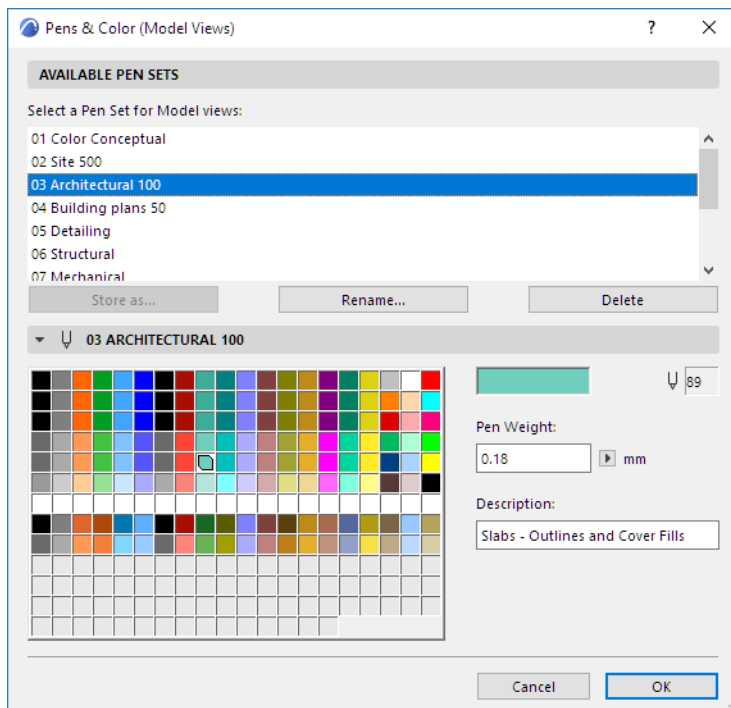 Pens & Color (Model Views)
?
AVAILABLE PEN SETS
Select a Pen Set for Model views:
01 Color Conceptual
02 Site 500
03 Architectural 100
04 Building plans 50
05 Detailing
06 Structural
07 Mechanical
Store as... Rename... Delete
03 ARCHITECTURAL 100
89
Pen Weight:
0.18 mm
Description:
Slabs - Outlines and Cover Fills
Cancel OK